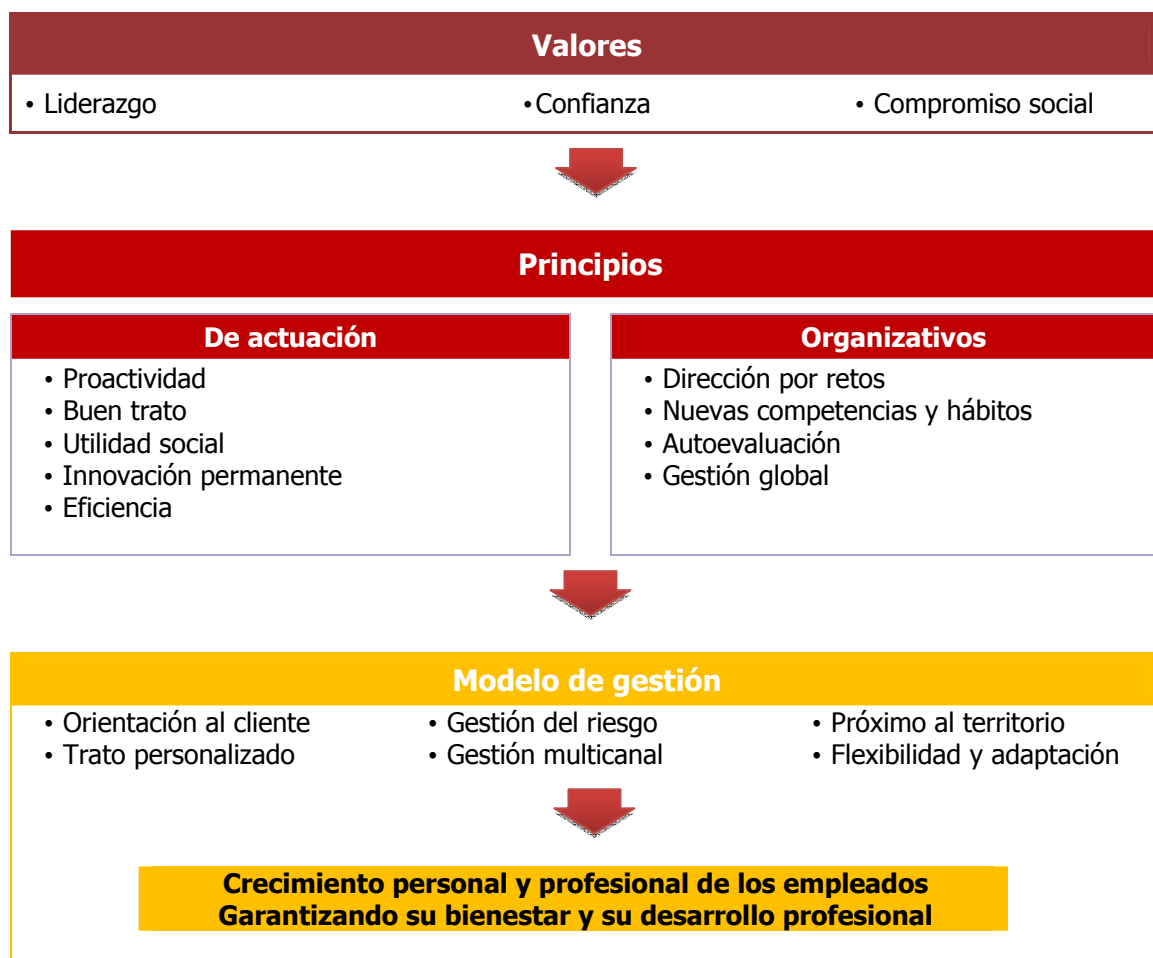 Valores
• Liderazgo
• Confianza
• Compromiso social
Principios
De actuación
• Proactividad
• Buen trato
• Utilidad social
• Innovación permanente
• Eficiencia
Organizativos
• Dirección por retos
• Nuevas competencias y hábitos
• Autoevaluación
• Gestión global
Modelo de gestión
• Orientación al cliente
• Trato personalizado
• Gestión del riesgo
• Gestión multicanal
• Próximo al territorio
• Flexibilidad y adaptación
Crecimiento personal y profesional de los empleados
Garantizando su bienestar y su desarrollo profesional